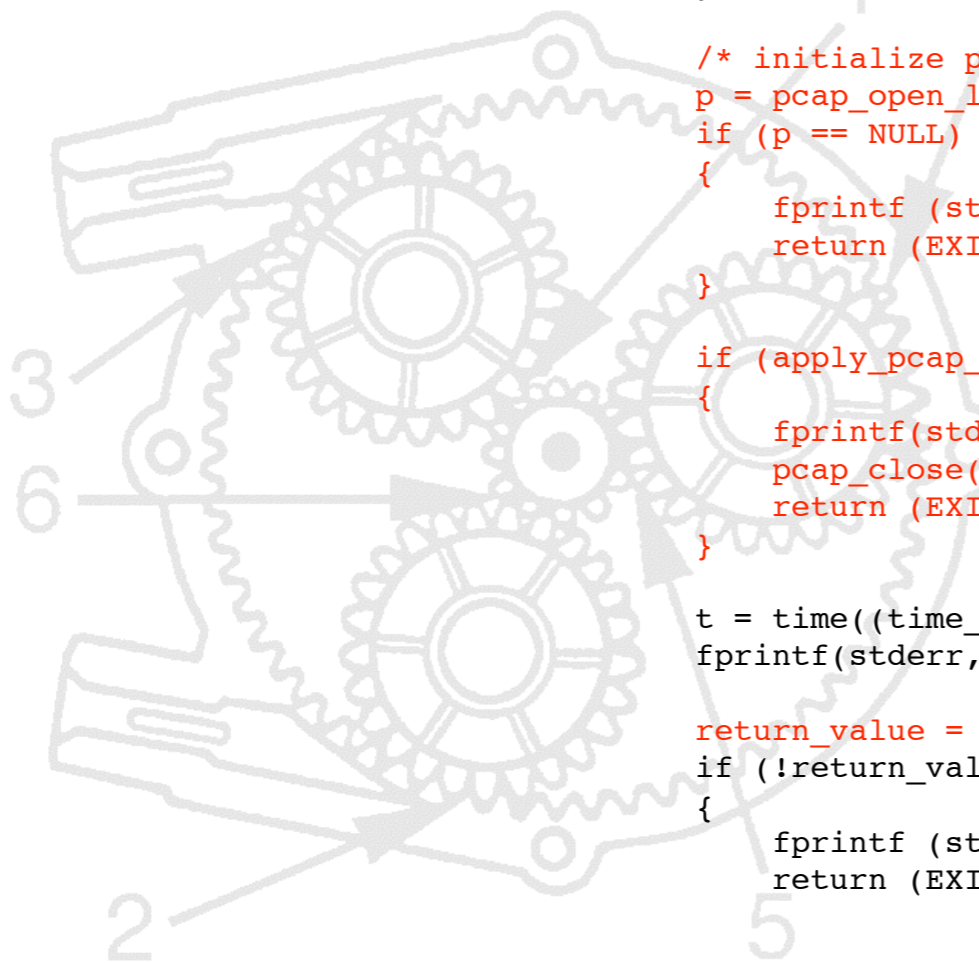 /* initialize p
p = pcap_open_l
if (p == NULL)
{
fprintf (st
return (EXI
}
if (apply_pcap_
{
fprintf(std
pcap_close(
return (EXI
}
t = time((time_
fprintf(stderr,
return_value =
if (!return_val
{
fprintf (st
return (EXI
3
6
2
5